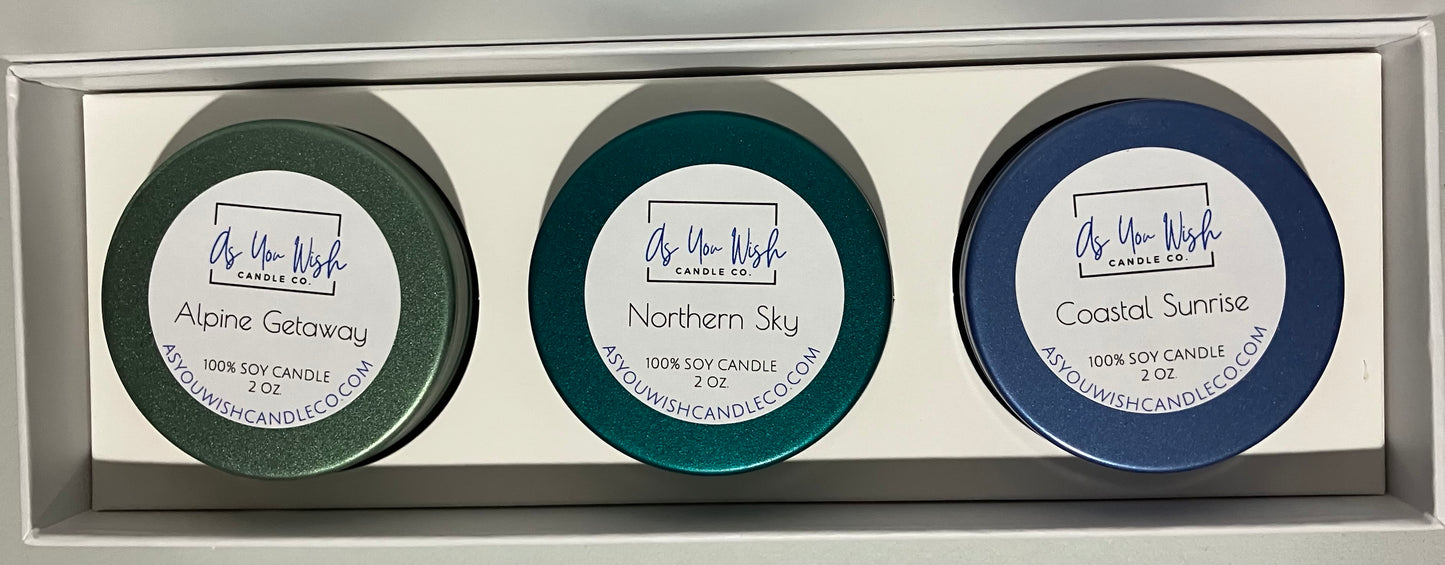 As You Wish
CANDLE CO.
Alpine Getaway
100% SOY CANDLE
2 OZ.
ASYOUWISHCANDLECO.COM
As You Wish
CANDLE CO.
Northern Sky
100% SOY CANDLE
2 OZ.
ASYOUWISHCANDLECO.COM
As You Wish
CANDLE CO.
Coastal Sunrise
100% SOY CANDLE
2 OZ.
ASYOUWISHCANDLECO.COM